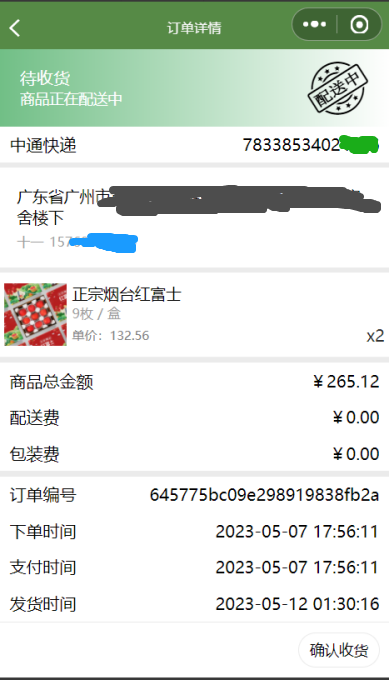 订单详情
待收货
商品正在配送中
配送中
中通快递 7833853402
广东省广州市
舍楼下
十一 157
正宗烟台红富士
9枚 / 盒
单价：132.56 x2
商品总金额 ￥265.12
配送费 ￥0.00
包装费 ￥0.00
订单编号 645775bc09e298919838fb2a
下单时间 2023-05-07 17:56:11
支付时间 2023-05-07 17:56:11
发货时间 2023-05-12 01:30:16
确认收货